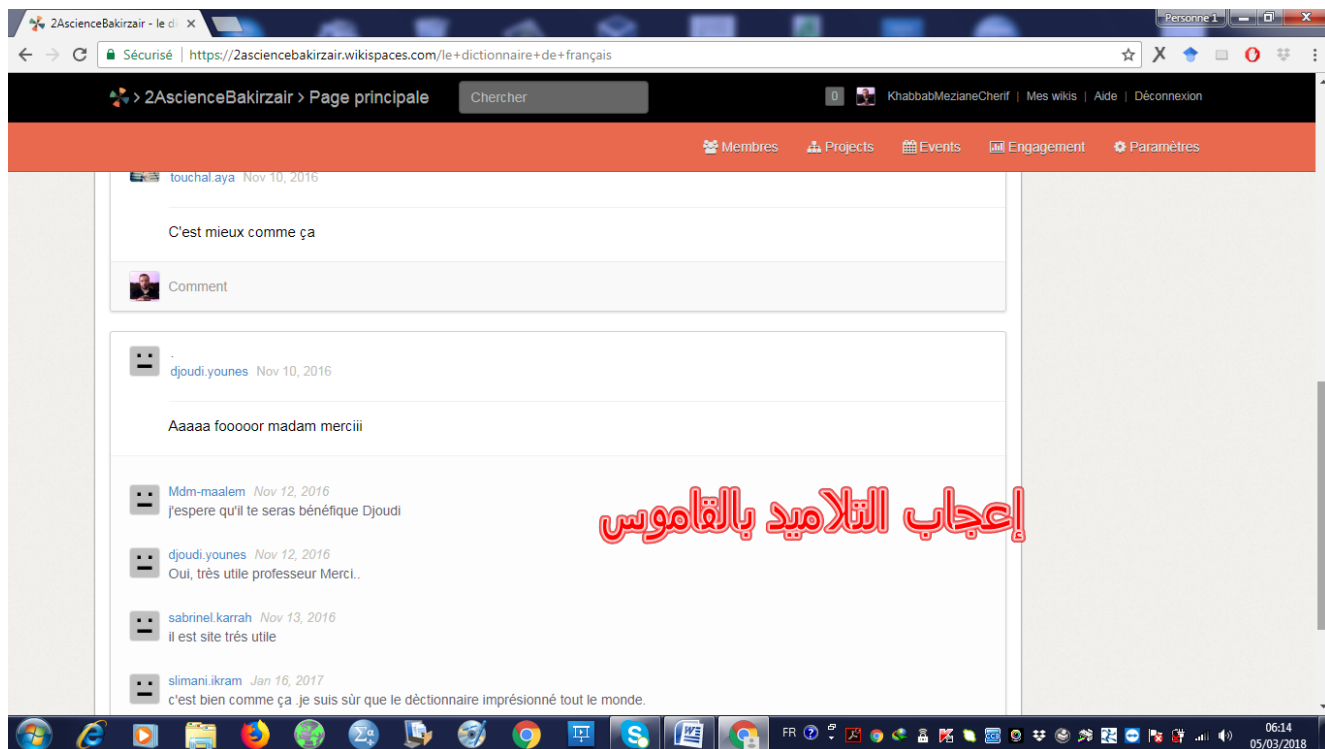 2AscienceBakirzair - le di
Personne 1
Sécurisé | https://2asciencebakirzair.wikispaces.com/le+dictionnaire+de+français
> 2AscienceBakirzair > Page principale
Chercher
0
KhabbabMezianeCherif | Mes wikis | Aide | Déconnexion
Membres Projects Events Engagement Paramètres
touchal.aya Nov 10, 2016
C'est mieux comme ça
Comment
.
djoudi.younes Nov 10, 2016
Aaaaa fooooor madam merciii
Mdm-maalem Nov 12, 2016
j'espere qu'il te seras bénéfique Djoudi
إعجاب التلاميد بالقاموس
djoudi.younes Nov 12, 2016
Oui, très utile professeur Merci..
sabrinel.karrah Nov 13, 2016
il est site trés utile
slimani.ikram Jan 16, 2017
c'est bien comme ça .je suis sùr que le dèctionnaire imprésionné tout le monde.
FR
06:14
05/03/2018